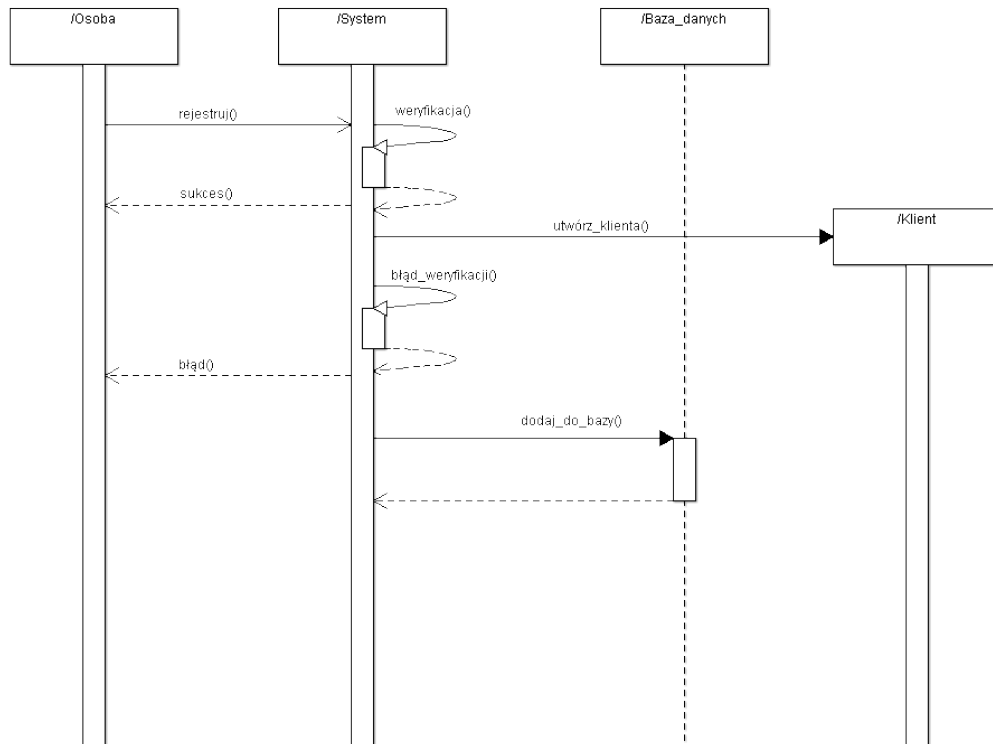 /Osoba
/System
/Baza_danych
rejestruj()
weryfikacja()
sukces()
/Klient
utwórz_klienta()
błąd_weryfikacji()
błąd()
dodaj_do_bazy()